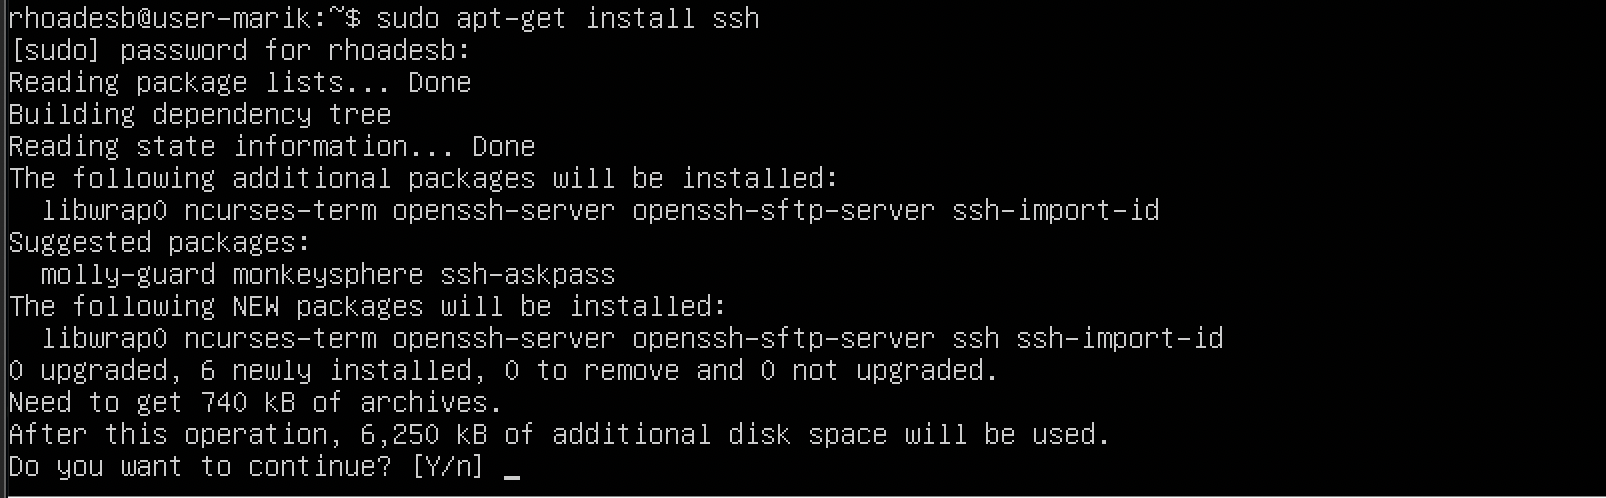 rhoadesb@user-marik:~$ sudo apt-get install ssh
[sudo] password for rhoadesb:
Reading package lists... Done
Building dependency tree
Reading state information... Done
The following additional packages will be installed:
  libwrap0 ncurses-term openssh-server openssh-sftp-server ssh-import-id
Suggested packages:
  molly-guard monkeysphere ssh-askpass
The following NEW packages will be installed:
  libwrap0 ncurses-term openssh-server openssh-sftp-server ssh ssh-import-id
0 upgraded, 6 newly installed, 0 to remove and 0 not upgraded.
Need to get 740 kB of archives.
After this operation, 6,250 kB of additional disk space will be used.
Do you want to continue? [Y/n] _